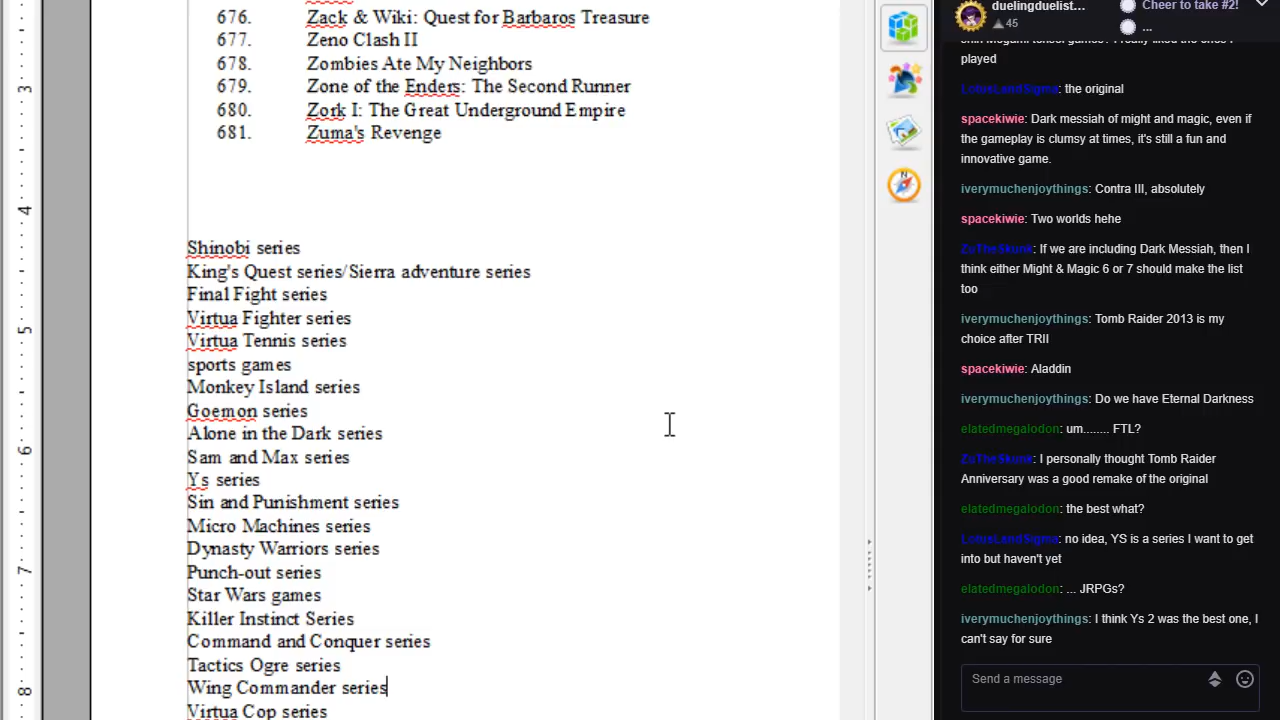 676. Zack & Wiki: Quest for Barbaros Treasure
677. Zeno Clash II
678. Zombies Ate My Neighbors
679. Zone of the Enders: The Second Runner
680. Zork I: The Great Underground Empire
681. Zuma's Revenge
Shinobi series
King's Quest series/Sierra adventure series
Final Fight series
Virtua Fighter series
Virtua Tennis series
sports games
Monkey Island series
Goemon series
Alone in the Dark series
Sam and Max series
Ys series
Sin and Punishment series
Micro Machines series
Dynasty Warriors series
Punch-out series
Star Wars games
Killer Instinct Series
Command and Conquer series
Tactics Ogre series
Wing Commander series
Virtua Cop series
3
4
5
6
7
8
N
duelingduelist...
45
Cheer to take #2!
...
played
LotusLandSigma: the original
spacekiwie: Dark messiah of might and magic, even if
the gameplay is clumsy at times, it's still a fun and
innovative game.
iverymuchenjoythings: Contra III, absolutely
spacekiwie: Two worlds hehe
ZoTheSkunk: If we are including Dark Messiah, then I
think either Might & Magic 6 or 7 should make the list
too
iverymuchenjoythings: Tomb Raider 2013 is my
choice after TRII
spacekiwie: Aladdin
iverymuchenjoythings: Do we have Eternal Darkness
elatedmegalodon: um........ FTL?
ZoTheSkunk: I personally thought Tomb Raider
Anniversary was a good remake of the original
elatedmegalodon: the best what?
LotusLandSigma: no idea, YS is a series I want to get
into but haven't yet
elatedmegalodon: ... JRPGs?
iverymuchenjoythings: I think Ys 2 was the best one, I
can't say for sure
Send a message